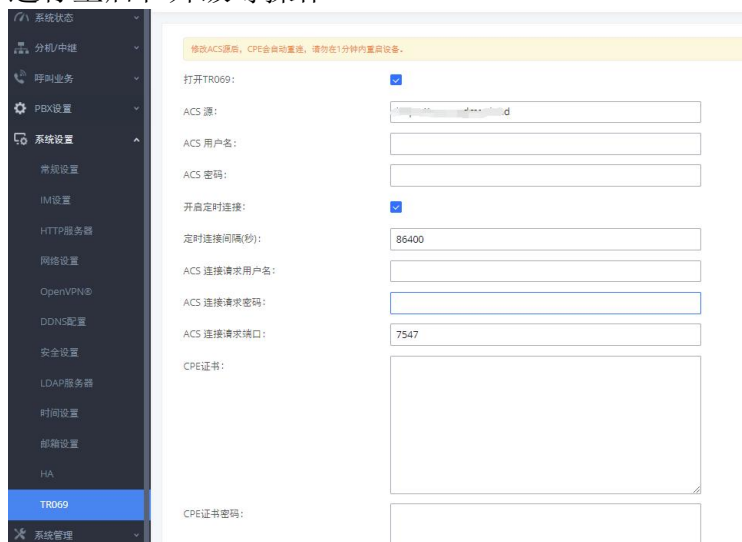 系统状态
分机/中继
呼叫业务
PBX设置
系统设置
常规设置
IM设置
HTTP服务器
网络设置
OpenVPN®
DDNS配置
安全设置
LDAP服务器
时间设置
邮箱设置
HA
TR069
系统管理
修改ACS源后，CPE会自动重连，请勿在1分钟内重启设备。
打开TR069：
ACS 源：
ACS 用户名：
ACS 密码：
开启定时连接：
定时连接间隔(秒)： 86400
ACS 连接请求用户名：
ACS 连接请求密码：
ACS 连接请求端口： 7547
CPE证书：
CPE证书密码：